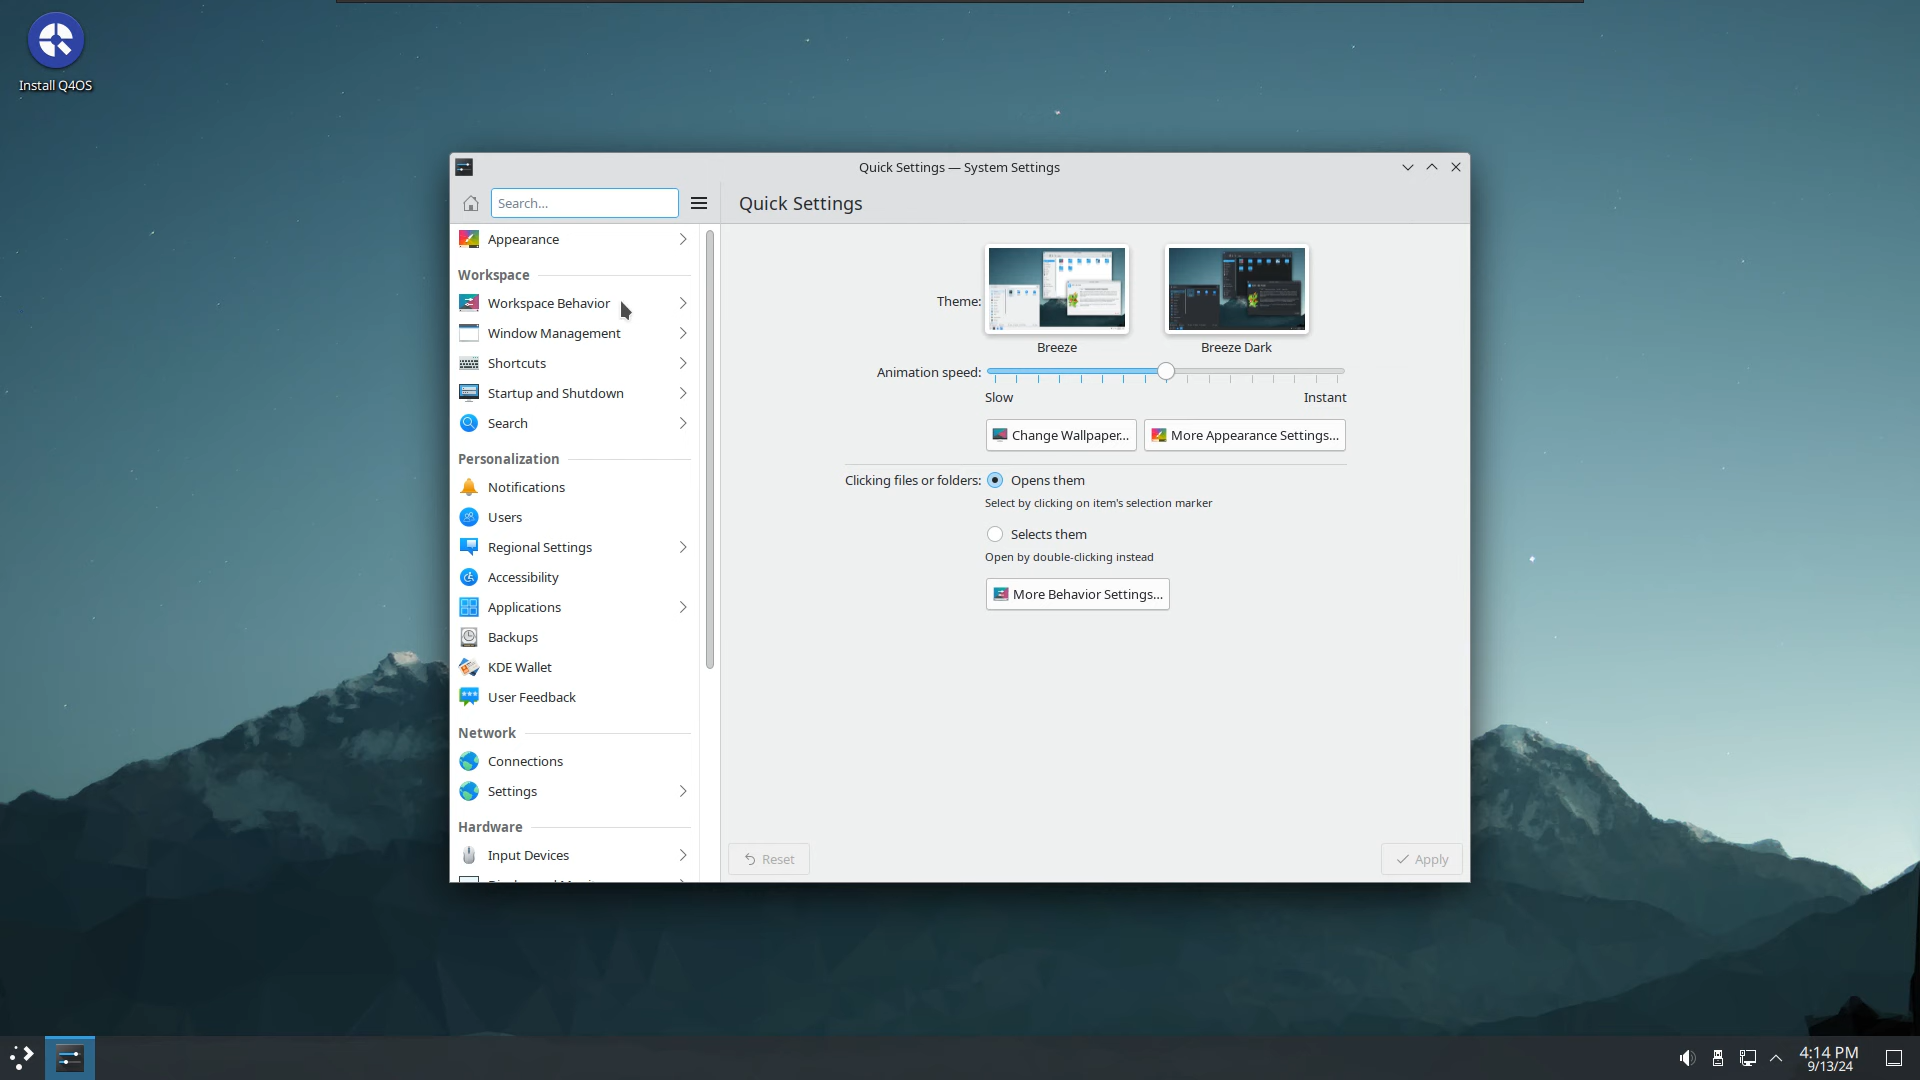 Install Q4OS
Quick Settings — System Settings
Search...
Quick Settings
Appearance
Workspace
Workspace Behavior
Window Management
Shortcuts
Startup and Shutdown
Search
Personalization
Notifications
Users
Regional Settings
Accessibility
Applications
Backups
KDE Wallet
User Feedback
Network
Connections
Settings
Hardware
Input Devices
Theme:
Breeze
Breeze Dark
Animation speed:
Slow
Instant
Change Wallpaper...
More Appearance Settings...
Clicking files or folders:
Opens them
Select by clicking on item's selection marker
Selects them
Open by double-clicking instead
More Behavior Settings...
Reset
Apply
4:14 PM
9/13/24